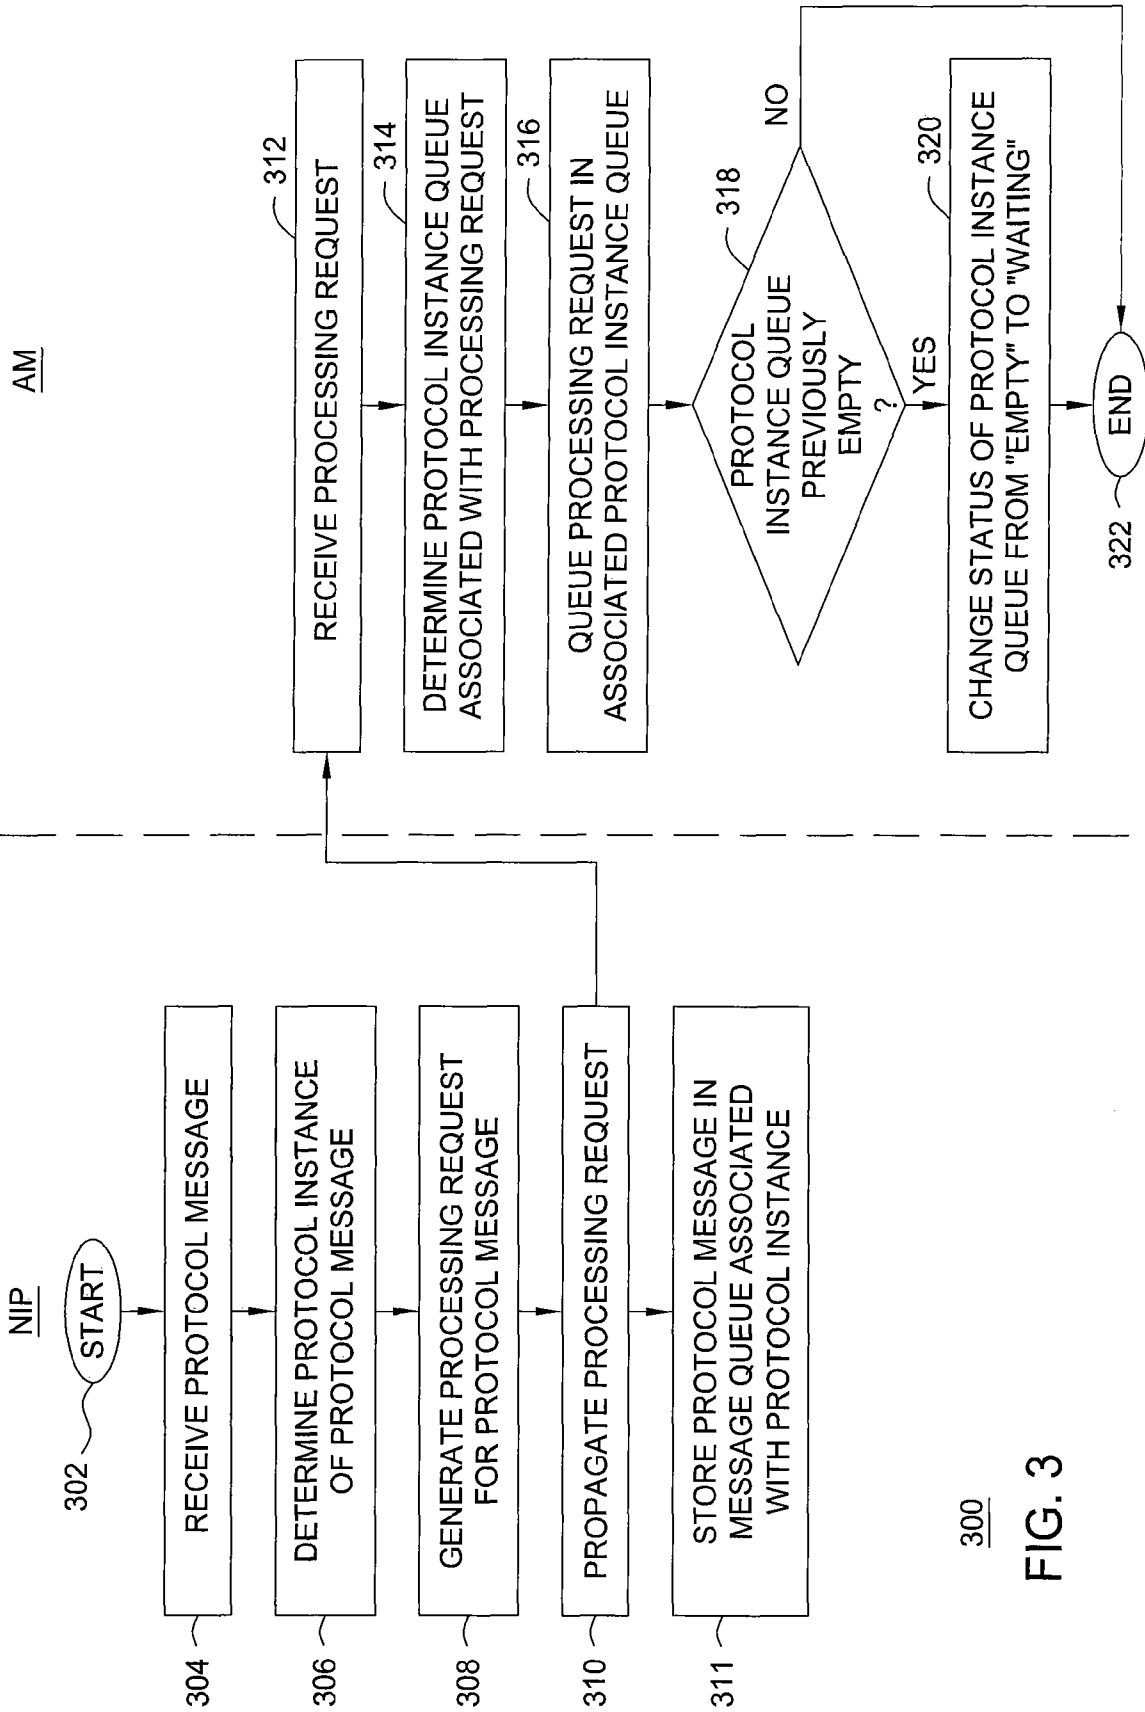 NIP
START
302
RECEIVE PROTOCOL MESSAGE
304
DETERMINE PROTOCOL INSTANCE
OF PROTOCOL MESSAGE
306
GENERATE PROCESSING REQUEST
FOR PROTOCOL MESSAGE
308
PROPAGATE PROCESSING REQUEST
310
STORE PROTOCOL MESSAGE IN
MESSAGE QUEUE ASSOCIATED
WITH PROTOCOL INSTANCE
311
AM
RECEIVE PROCESSING REQUEST
312
DETERMINE PROTOCOL INSTANCE QUEUE
ASSOCIATED WITH PROCESSING REQUEST
314
QUEUE PROCESSING REQUEST IN
ASSOCIATED PROTOCOL INSTANCE QUEUE
316
PROTOCOL
INSTANCE QUEUE
PREVIOUSLY
EMPTY
?
318
NO
YES
CHANGE STATUS OF PROTOCOL INSTANCE
QUEUE FROM "EMPTY" TO "WAITING"
320
END
322
300
FIG. 3